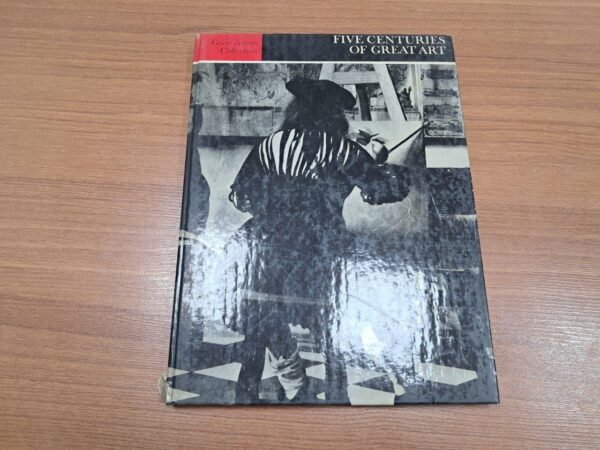 Great Artists
Collection
FIVE CENTURIES
OF GREAT ART